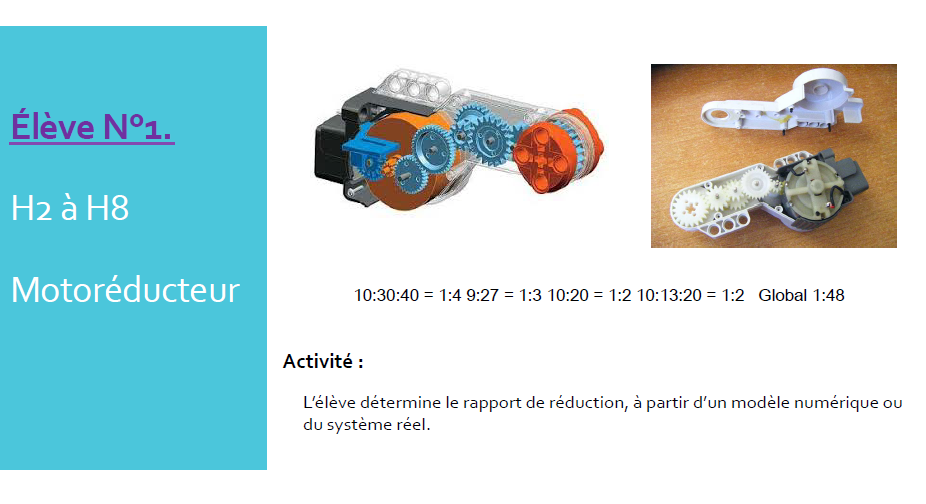 Élève N°1.
H2 à H8
Motoréducteur
10:30:40 = 1:4 9:27 = 1:3 10:20 = 1:2 10:13:20 = 1:2 Global 1:48
Activité :
L'élève détermine le rapport de réduction, à partir d'un modèle numérique ou
du système réel.